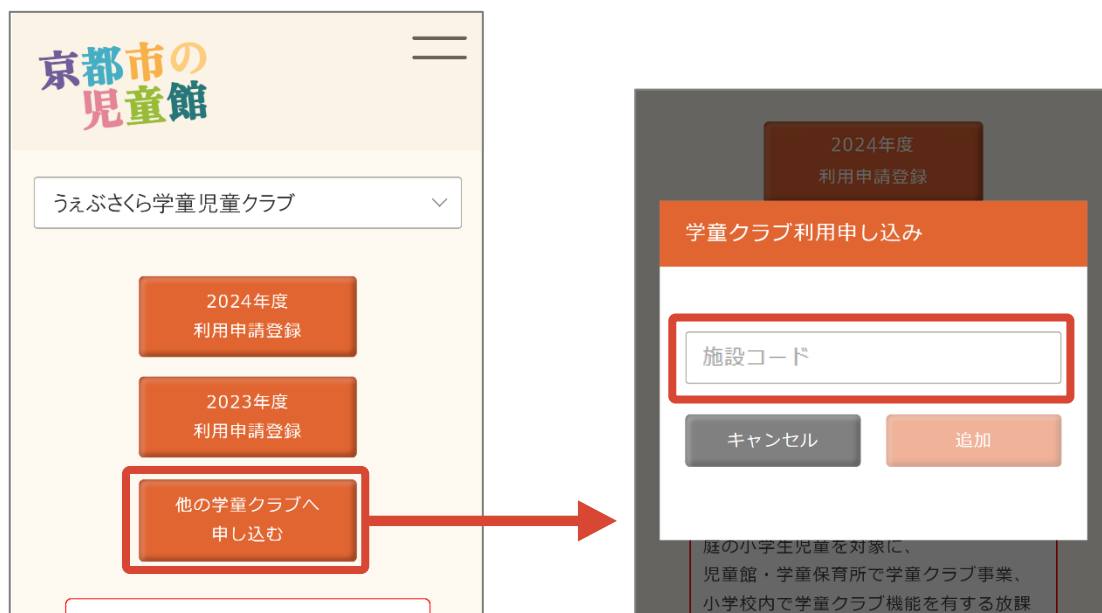 京都市の
児童館
うぇぶさくら学童児童クラブ
2024年度
利用申請登録
2023年度
利用申請登録
他の学童クラブへ
申し込む
2024年度
利用申請登録
学童クラブ利用申し込み
施設コード
キャンセル
追加
庭の小学生児童を対象に、
児童館・学童保育所で学童クラブ事業、
小学校内で学童クラブ機能を有する放課